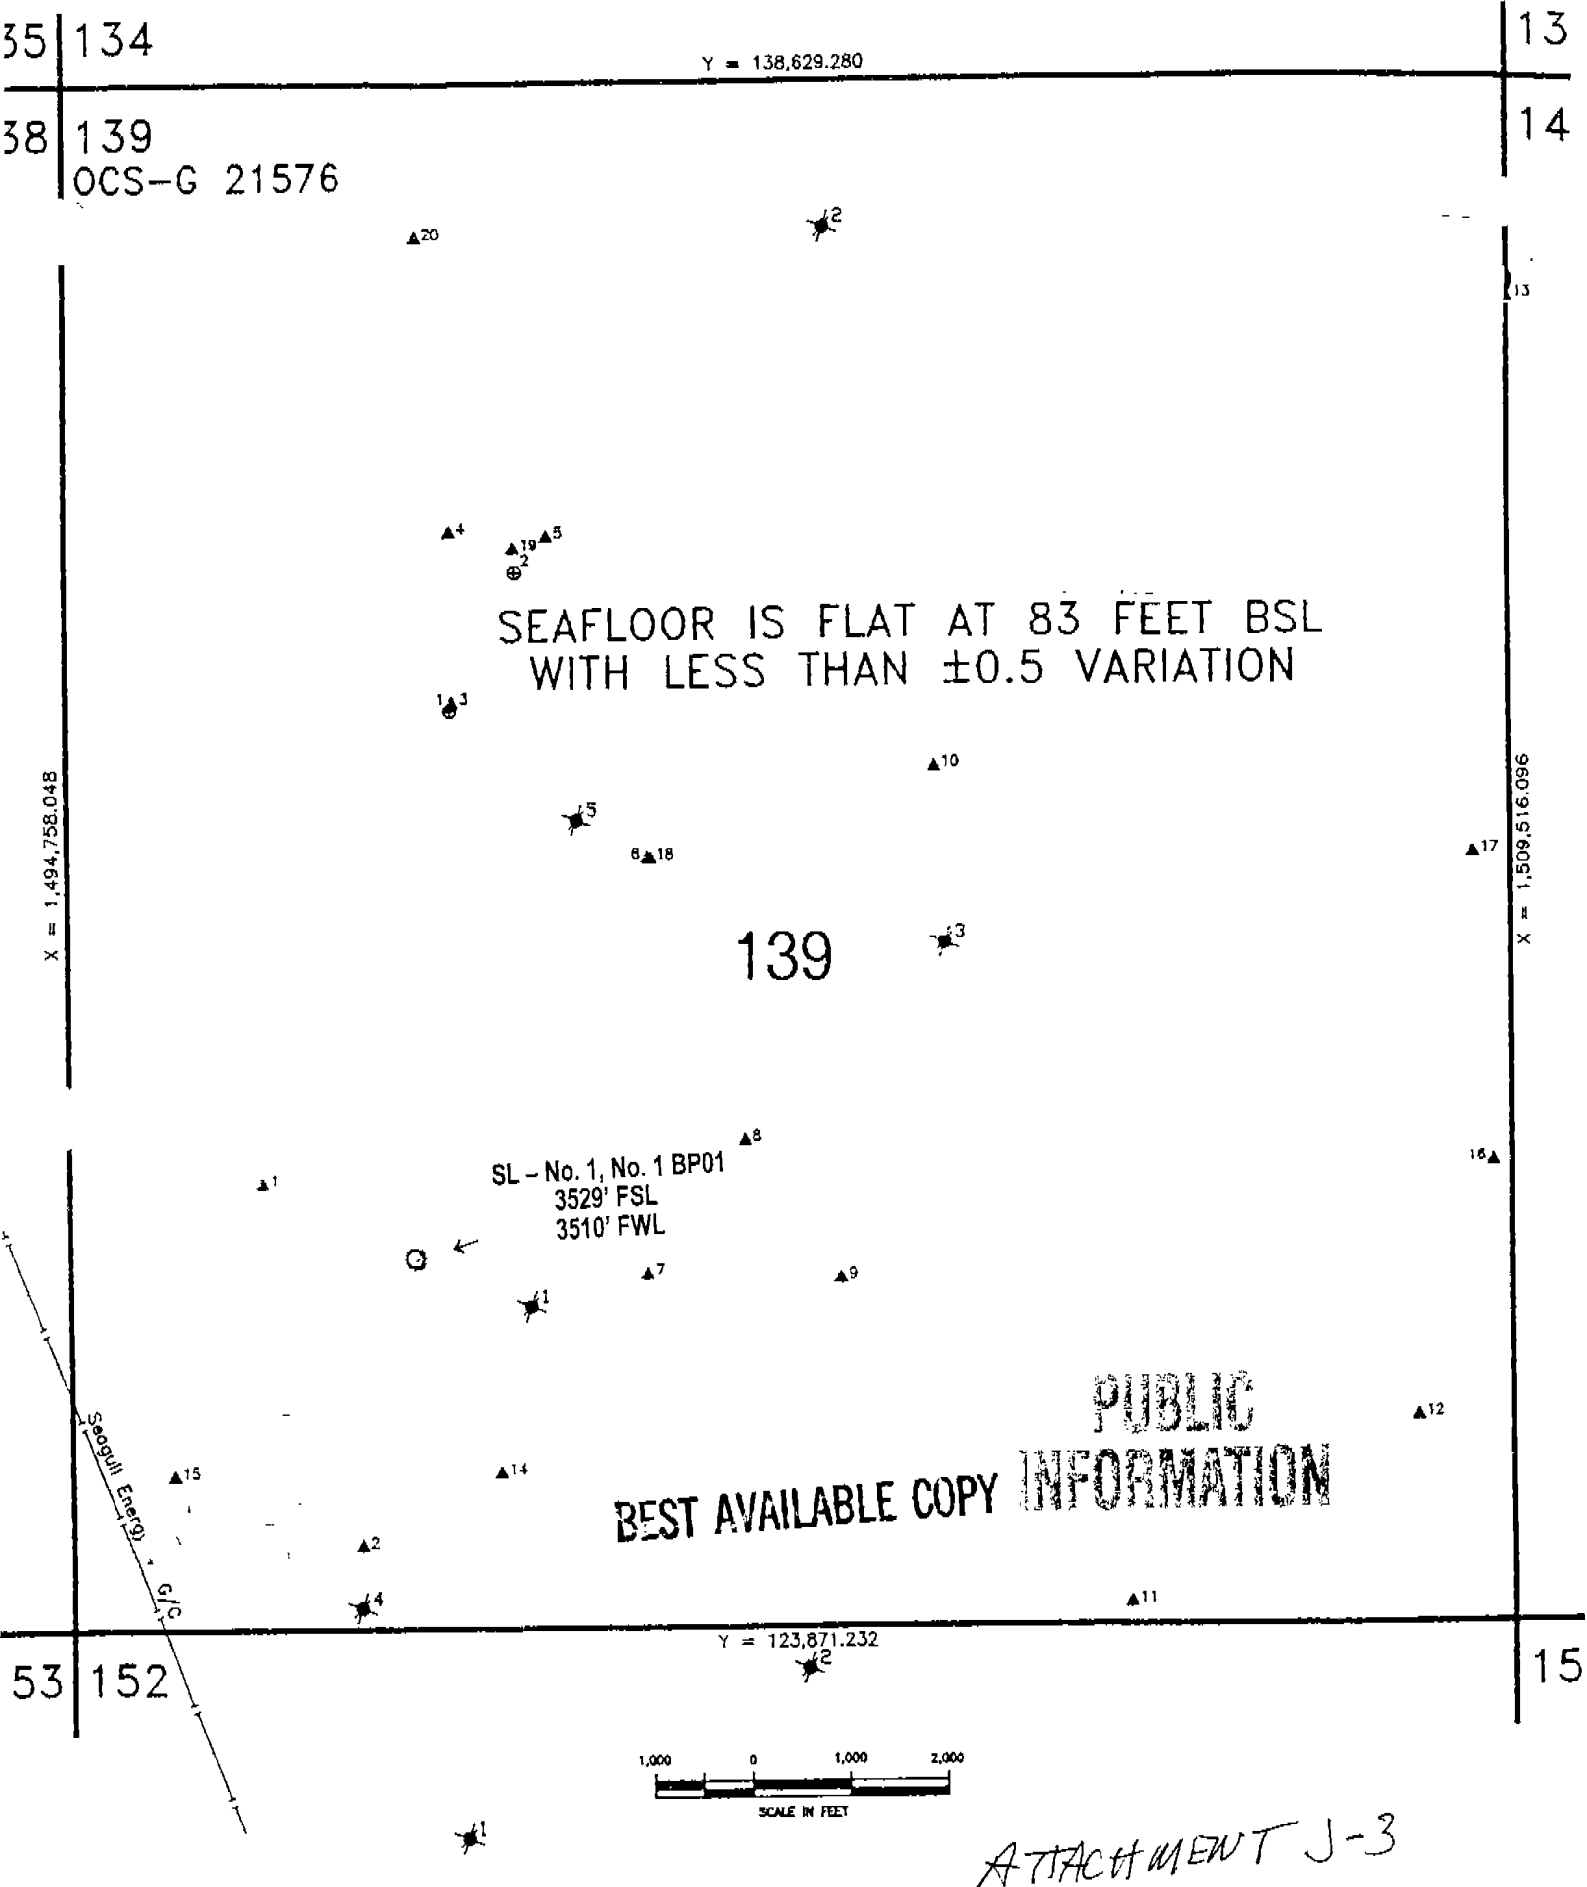 35 134
13
Y = 138,629.280
38 139
14
OCS-G 21576
2
20
13
4
19 5
2
SEAFLOOR IS FLAT AT 83 FEET BSL
WITH LESS THAN ±0.5 VARIATION
1 3
10
X = 1,494,758.048
X = 1,509,516.096
5
6 18
17
3
139
8
SL – No. 1, No. 1 BP01
3529' FSL
3510' FWL
16
1
7
9
1
PUBLIC
INFORMATION
12
Seagull Energy
G/C
15
14
BEST AVAILABLE COPY
2
4
11
Y = 123,871.232
2
53 152
15
1,000 0 1,000 2,000
SCALE IN FEET
1
ATTACHMENT J-3